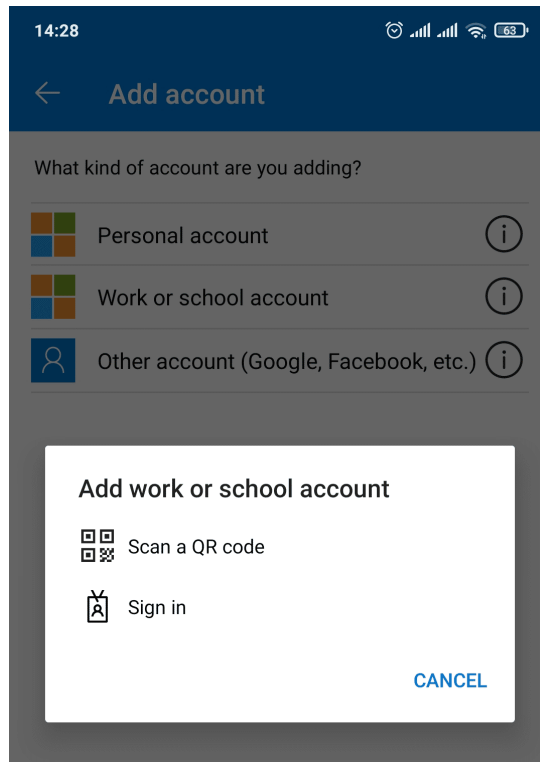 14:28
63
Add account
What kind of account are you adding?
Personal account
Work or school account
Other account (Google, Facebook, etc.)
Add work or school account
Scan a QR code
Sign in
CANCEL